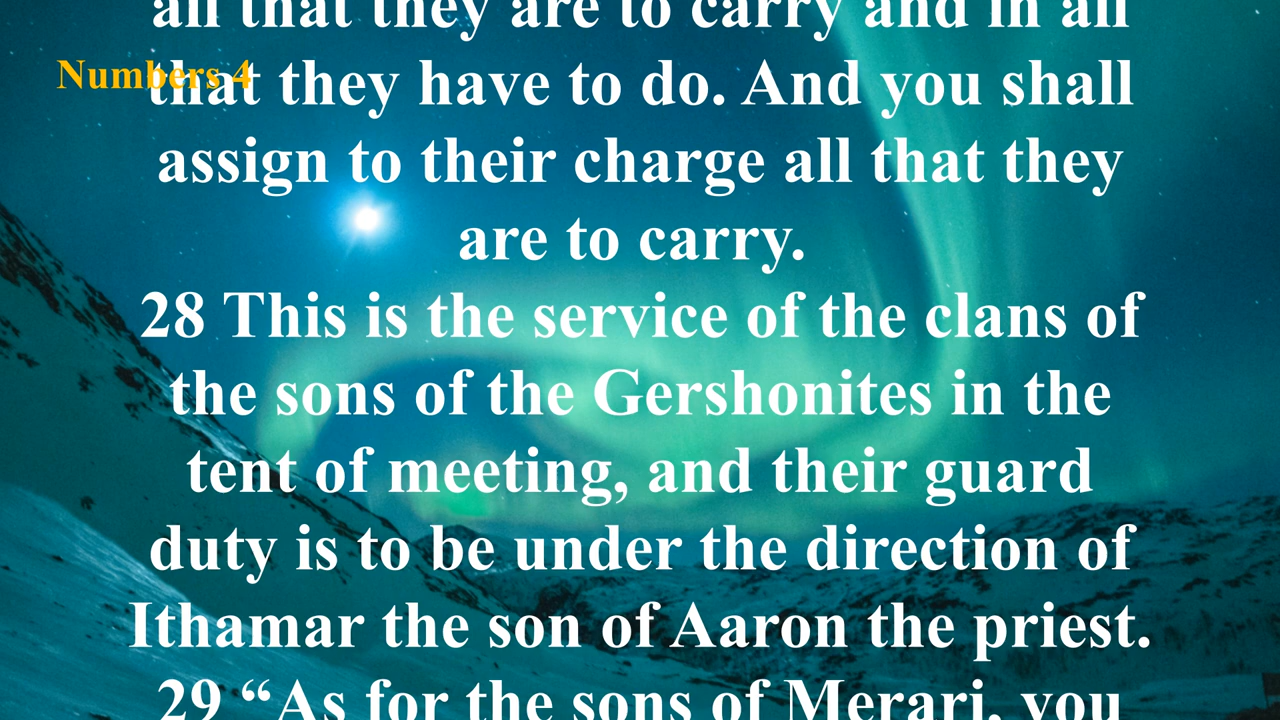 all that they are to carry and in all
Numbers 4
that they have to do. And you shall
assign to their charge all that they
are to carry.
28 This is the service of the clans of
the sons of the Gershonites in the
tent of meeting, and their guard
duty is to be under the direction of
Ithamar the son of Aaron the priest.
29 “As for the sons of Merari, you